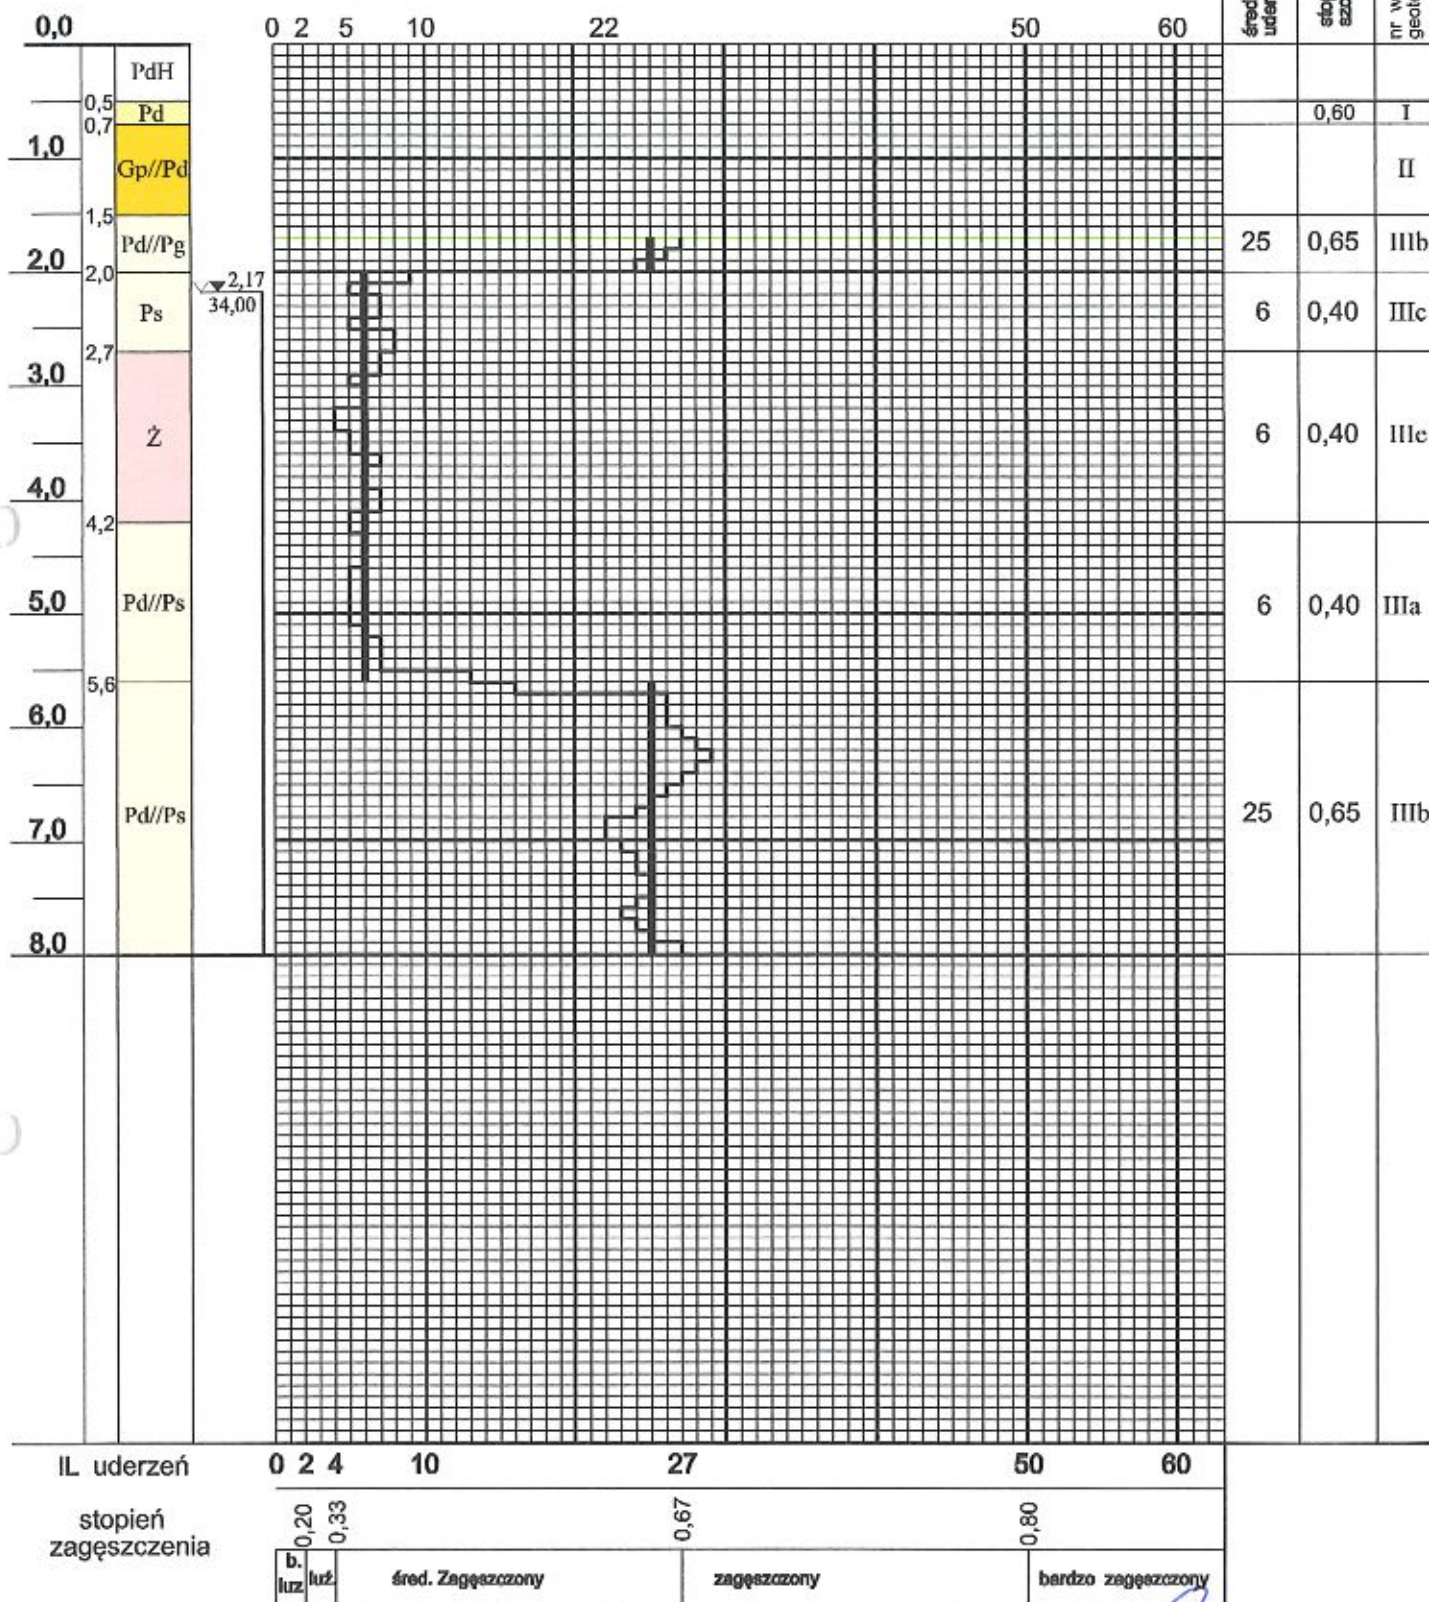 0,0 0 2 5 10 22 50 60
PdH
0,5
Pd 0,60 I
0,7
1,0
Gp//Pd II
1,5
Pd//Pg 25 0,65 IIIb
2,0 2,0
2,17
34,00
Ps 6 0,40 IIIc
2,7
3,0
Ż 6 0,40 IIIe
4,0
4,2
5,0 Pd//Ps 6 0,40 IIIa
5,6
6,0
Pd//Ps 25 0,65 IIIb
7,0
8,0
IL uderzeń 0 2 4 10 27 50 60
stopień
zagęszczenia 0,20 0,33 0,67 0,80
b.
luz luź. śred. Zagęszczony zagęszczony bardzo zagęszczony